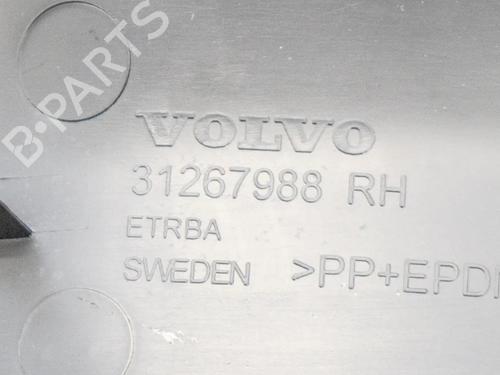 B-PARTS
VOLVO
31267988 RH
ETRBA
SWEDEN >PP+EPD